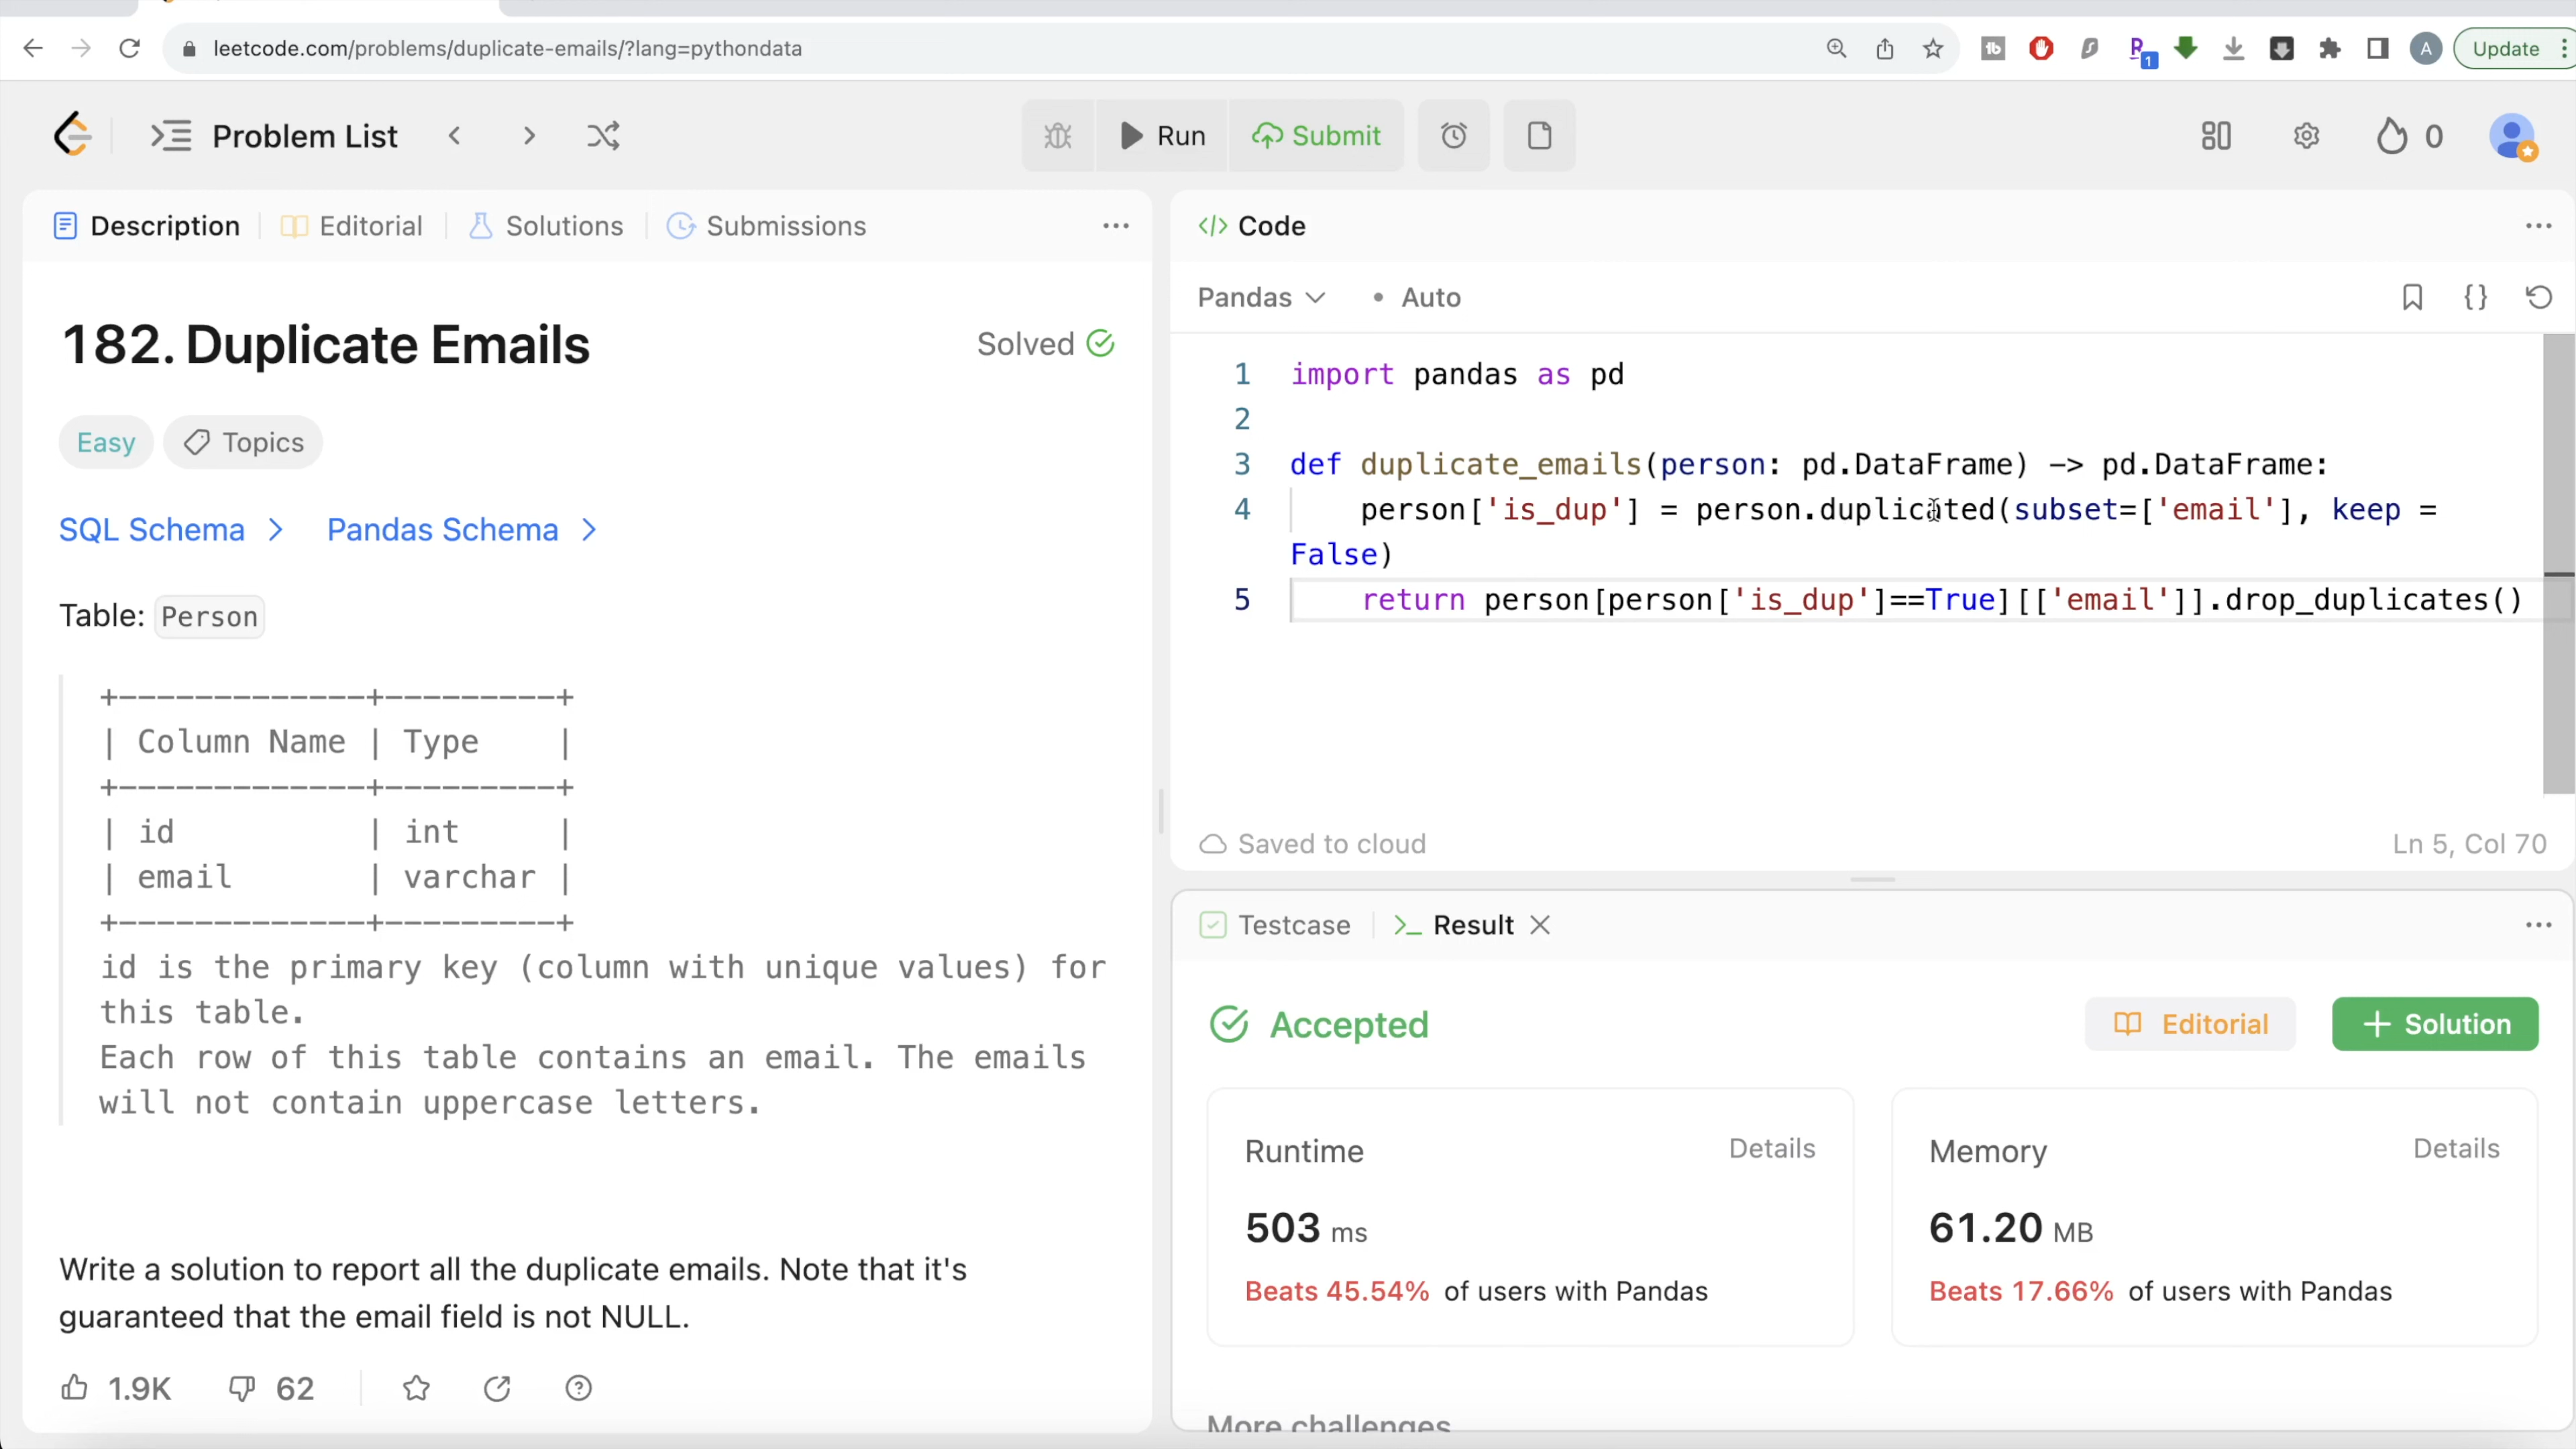 leetcode.com/problems/duplicate-emails/?lang=pythondata
1
A
Update
Problem List
Run
Submit
0
Description
Editorial
Solutions
Submissions
182. Duplicate Emails
Solved
Easy
Topics
SQL Schema
Pandas Schema
Table: Person
+-------------+---------+
| Column Name | Type    |
+-------------+---------+
| id          | int     |
| email       | varchar |
+-------------+---------+
id is the primary key (column with unique values) for
this table.
Each row of this table contains an email. The emails
will not contain uppercase letters.
Write a solution to report all the duplicate emails. Note that it's
guaranteed that the email field is not NULL.
1.9K
62
</> Code
Pandas
• Auto
{}
1 import pandas as pd
2
3 def duplicate_emails(person: pd.DataFrame) -> pd.DataFrame:
4     person['is_dup'] = person.duplicated(subset=['email'], keep =
False)
5     return person[person['is_dup']==True][['email']].drop_duplicates()
Saved to cloud
Ln 5, Col 70
Testcase
>_ Result
Accepted
Editorial
+ Solution
Runtime
Details
503 ms
Beats 45.54% of users with Pandas
Memory
Details
61.20 MB
Beats 17.66% of users with Pandas
More challenges